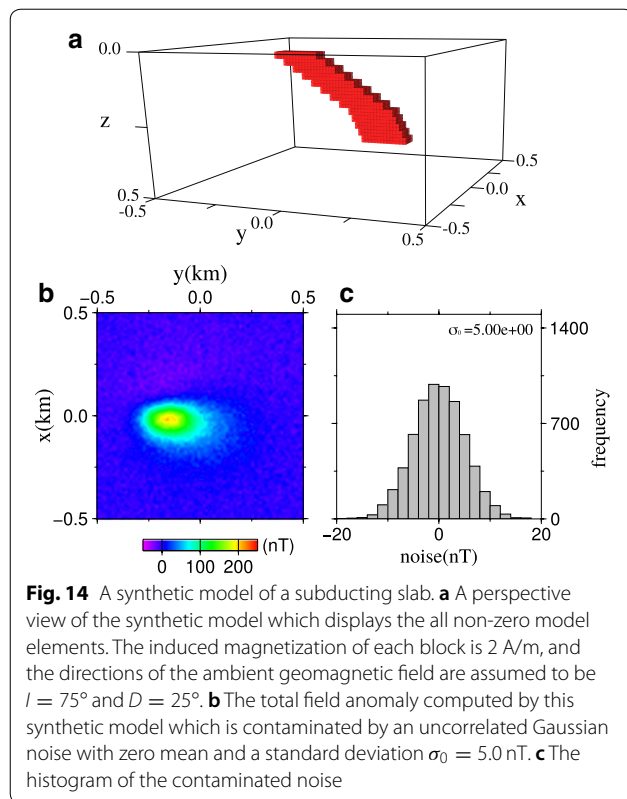 a
0.0
z
0.5
-0.5
y
0.0
0.5
-0.5
0.0
0.5
x
b
y(km)
-0.5 0.0 0.5
0.5
0.0
-0.5
x(km)
0 100 200 (nT)
c
σ₀ =5.00e+00
1400
700
0
frequency
-20 0 20
noise(nT)
Fig. 14 A synthetic model of a subducting slab. a A perspective
view of the synthetic model which displays the all non-zero model
elements. The induced magnetization of each block is 2 A/m, and
the directions of the ambient geomagnetic field are assumed to be
I = 75° and D = 25°. b The total field anomaly computed by this
synthetic model which is contaminated by an uncorrelated Gaussian
noise with zero mean and a standard deviation σ₀ = 5.0 nT. c The
histogram of the contaminated noise